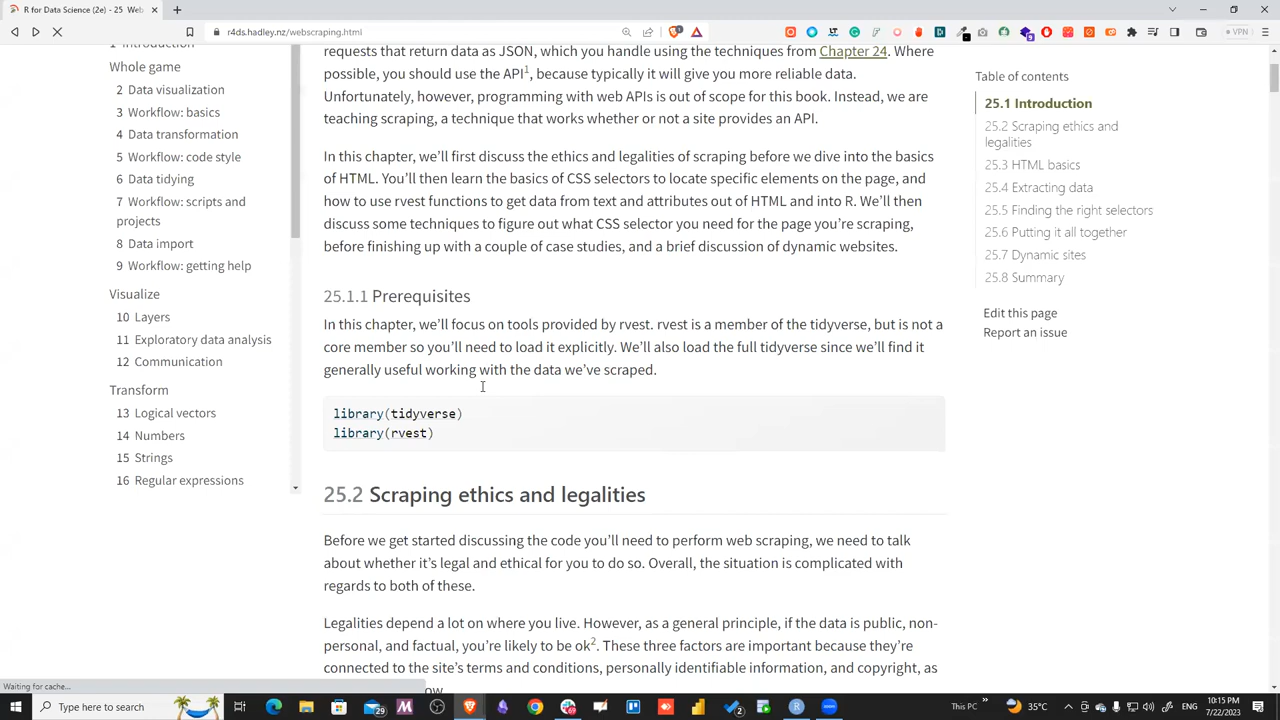 R for Data Science (2e) - 25 Web
r4ds.hadley.nz/webscraping.html
VPN
1 Introduction
Whole game
2 Data visualization
3 Workflow: basics
4 Data transformation
5 Workflow: code style
6 Data tidying
7 Workflow: scripts and
projects
8 Data import
9 Workflow: getting help
Visualize
10 Layers
11 Exploratory data analysis
12 Communication
Transform
13 Logical vectors
14 Numbers
15 Strings
16 Regular expressions
requests that return data as JSON, which you handle using the techniques from Chapter 24. Where
possible, you should use the API1, because typically it will give you more reliable data.
Unfortunately, however, programming with web APIs is out of scope for this book. Instead, we are
teaching scraping, a technique that works whether or not a site provides an API.
In this chapter, we'll first discuss the ethics and legalities of scraping before we dive into the basics
of HTML. You'll then learn the basics of CSS selectors to locate specific elements on the page, and
how to use rvest functions to get data from text and attributes out of HTML and into R. We'll then
discuss some techniques to figure out what CSS selector you need for the page you're scraping,
before finishing up with a couple of case studies, and a brief discussion of dynamic websites.
25.1.1 Prerequisites
In this chapter, we'll focus on tools provided by rvest. rvest is a member of the tidyverse, but is not a
core member so you'll need to load it explicitly. We'll also load the full tidyverse since we'll find it
generally useful working with the data we've scraped.
library(tidyverse)
library(rvest)
25.2 Scraping ethics and legalities
Before we get started discussing the code you'll need to perform web scraping, we need to talk
about whether it's legal and ethical for you to do so. Overall, the situation is complicated with
regards to both of these.
Legalities depend a lot on where you live. However, as a general principle, if the data is public, non-
personal, and factual, you're likely to be ok2. These three factors are important because they're
connected to the site's terms and conditions, personally identifiable information, and copyright, as
Table of contents
25.1 Introduction
25.2 Scraping ethics and
legalities
25.3 HTML basics
25.4 Extracting data
25.5 Finding the right selectors
25.6 Putting it all together
25.7 Dynamic sites
25.8 Summary
Edit this page
Report an issue
Waiting for cache...
Type here to search
29
This PC
35°C
10:15 PM
7/22/2023